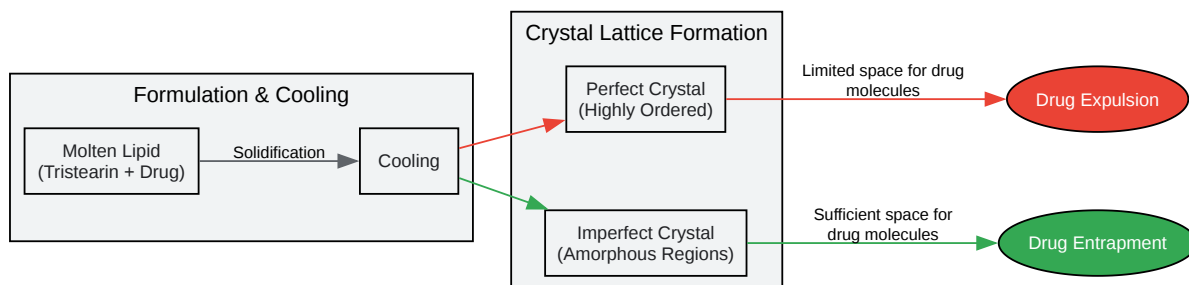 Formulation & Cooling
Molten Lipid
(Tristearin + Drug)
Solidification
Cooling
Crystal Lattice Formation
Perfect Crystal
(Highly Ordered)
Imperfect Crystal
(Amorphous Regions)
Limited space for drug
molecules
Drug Expulsion
Sufficient space for
drug molecules
Drug Entrapment